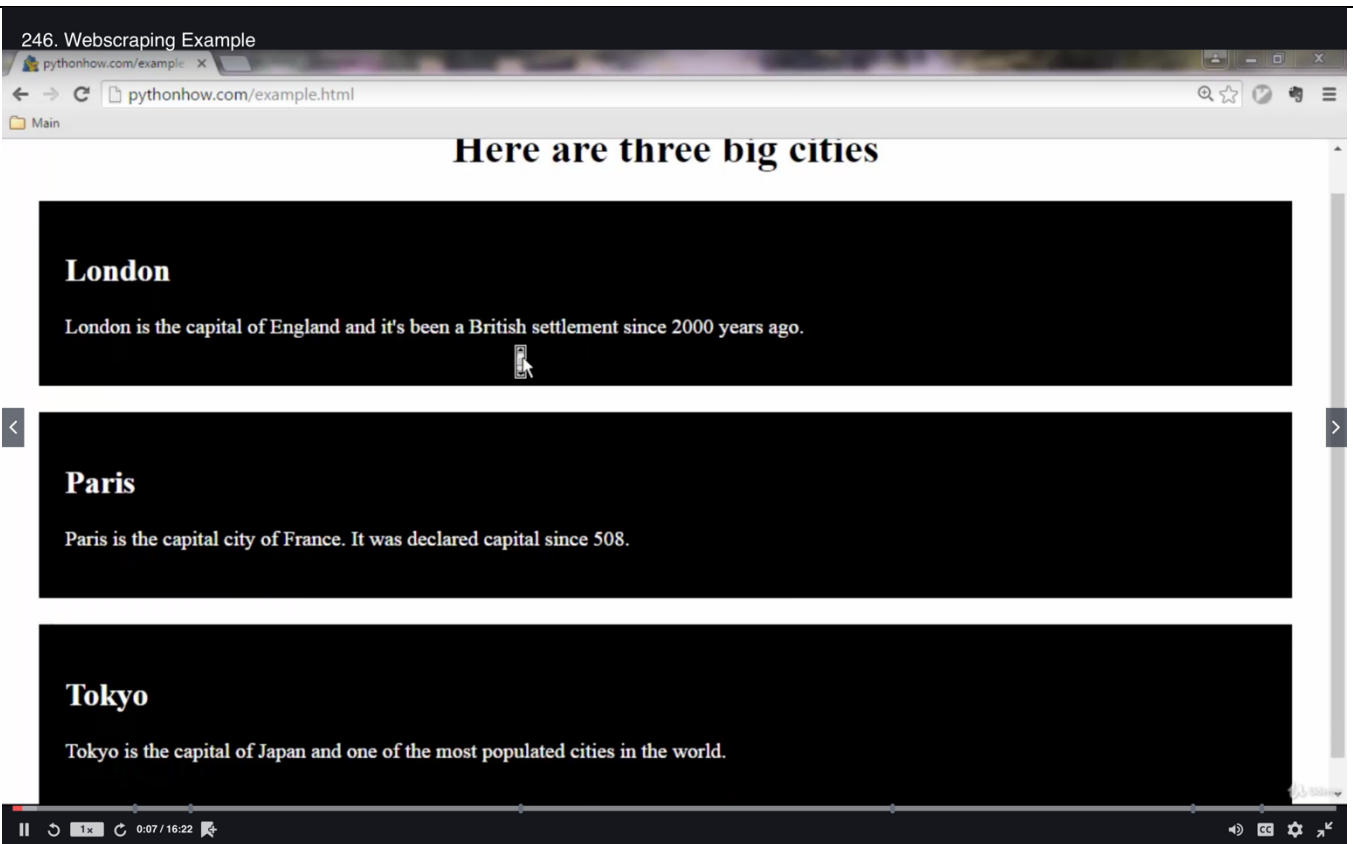 246. Webscraping Example
pythonhow.com/example
pythonhow.com/example.html
Main
Here are three big cities
London
London is the capital of England and it's been a British settlement since 2000 years ago.
Paris
Paris is the capital city of France. It was declared capital since 508.
Tokyo
Tokyo is the capital of Japan and one of the most populated cities in the world.
1x
0:07 / 16:22
CC